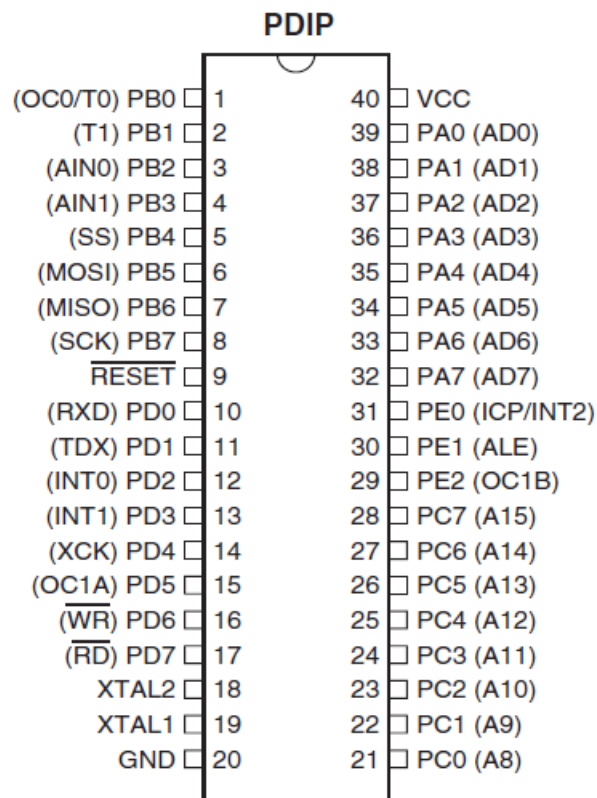 PDIP
(OC0/T0) PB0 1 40 VCC
(T1) PB1 2 39 PA0 (AD0)
(AIN0) PB2 3 38 PA1 (AD1)
(AIN1) PB3 4 37 PA2 (AD2)
(SS) PB4 5 36 PA3 (AD3)
(MOSI) PB5 6 35 PA4 (AD4)
(MISO) PB6 7 34 PA5 (AD5)
(SCK) PB7 8 33 PA6 (AD6)
RESET 9 32 PA7 (AD7)
(RXD) PD0 10 31 PE0 (ICP/INT2)
(TDX) PD1 11 30 PE1 (ALE)
(INT0) PD2 12 29 PE2 (OC1B)
(INT1) PD3 13 28 PC7 (A15)
(XCK) PD4 14 27 PC6 (A14)
(OC1A) PD5 15 26 PC5 (A13)
(WR) PD6 16 25 PC4 (A12)
(RD) PD7 17 24 PC3 (A11)
XTAL2 18 23 PC2 (A10)
XTAL1 19 22 PC1 (A9)
GND 20 21 PC0 (A8)